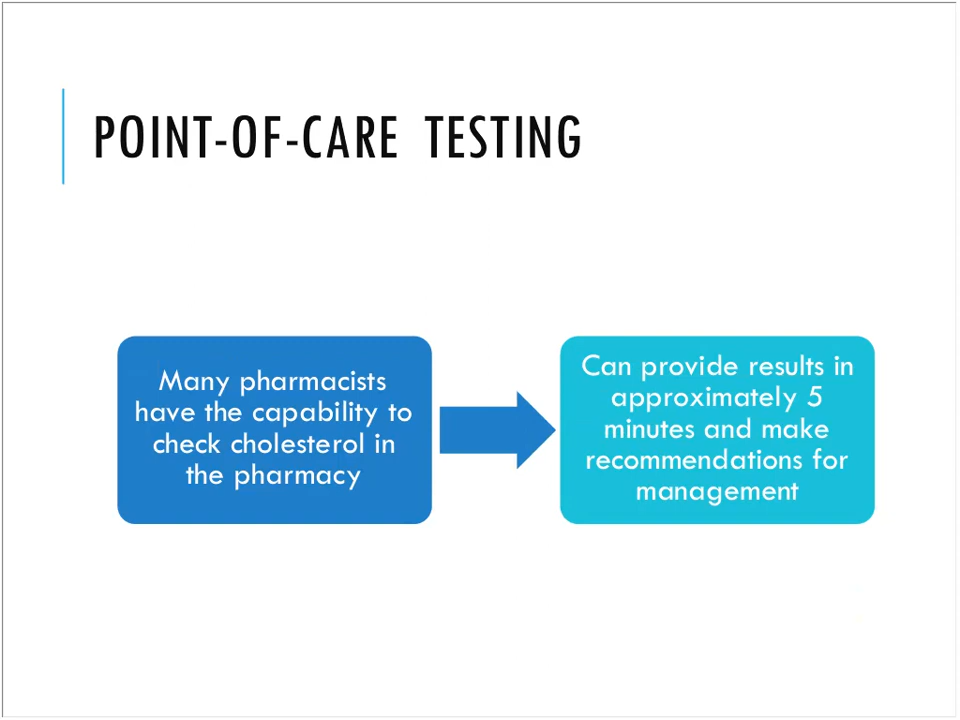 POINT-OF-CARE TESTING
Many pharmacists
have the capability to
check cholesterol in
the pharmacy
Can provide results in
approximately 5
minutes and make
recommendations for
management